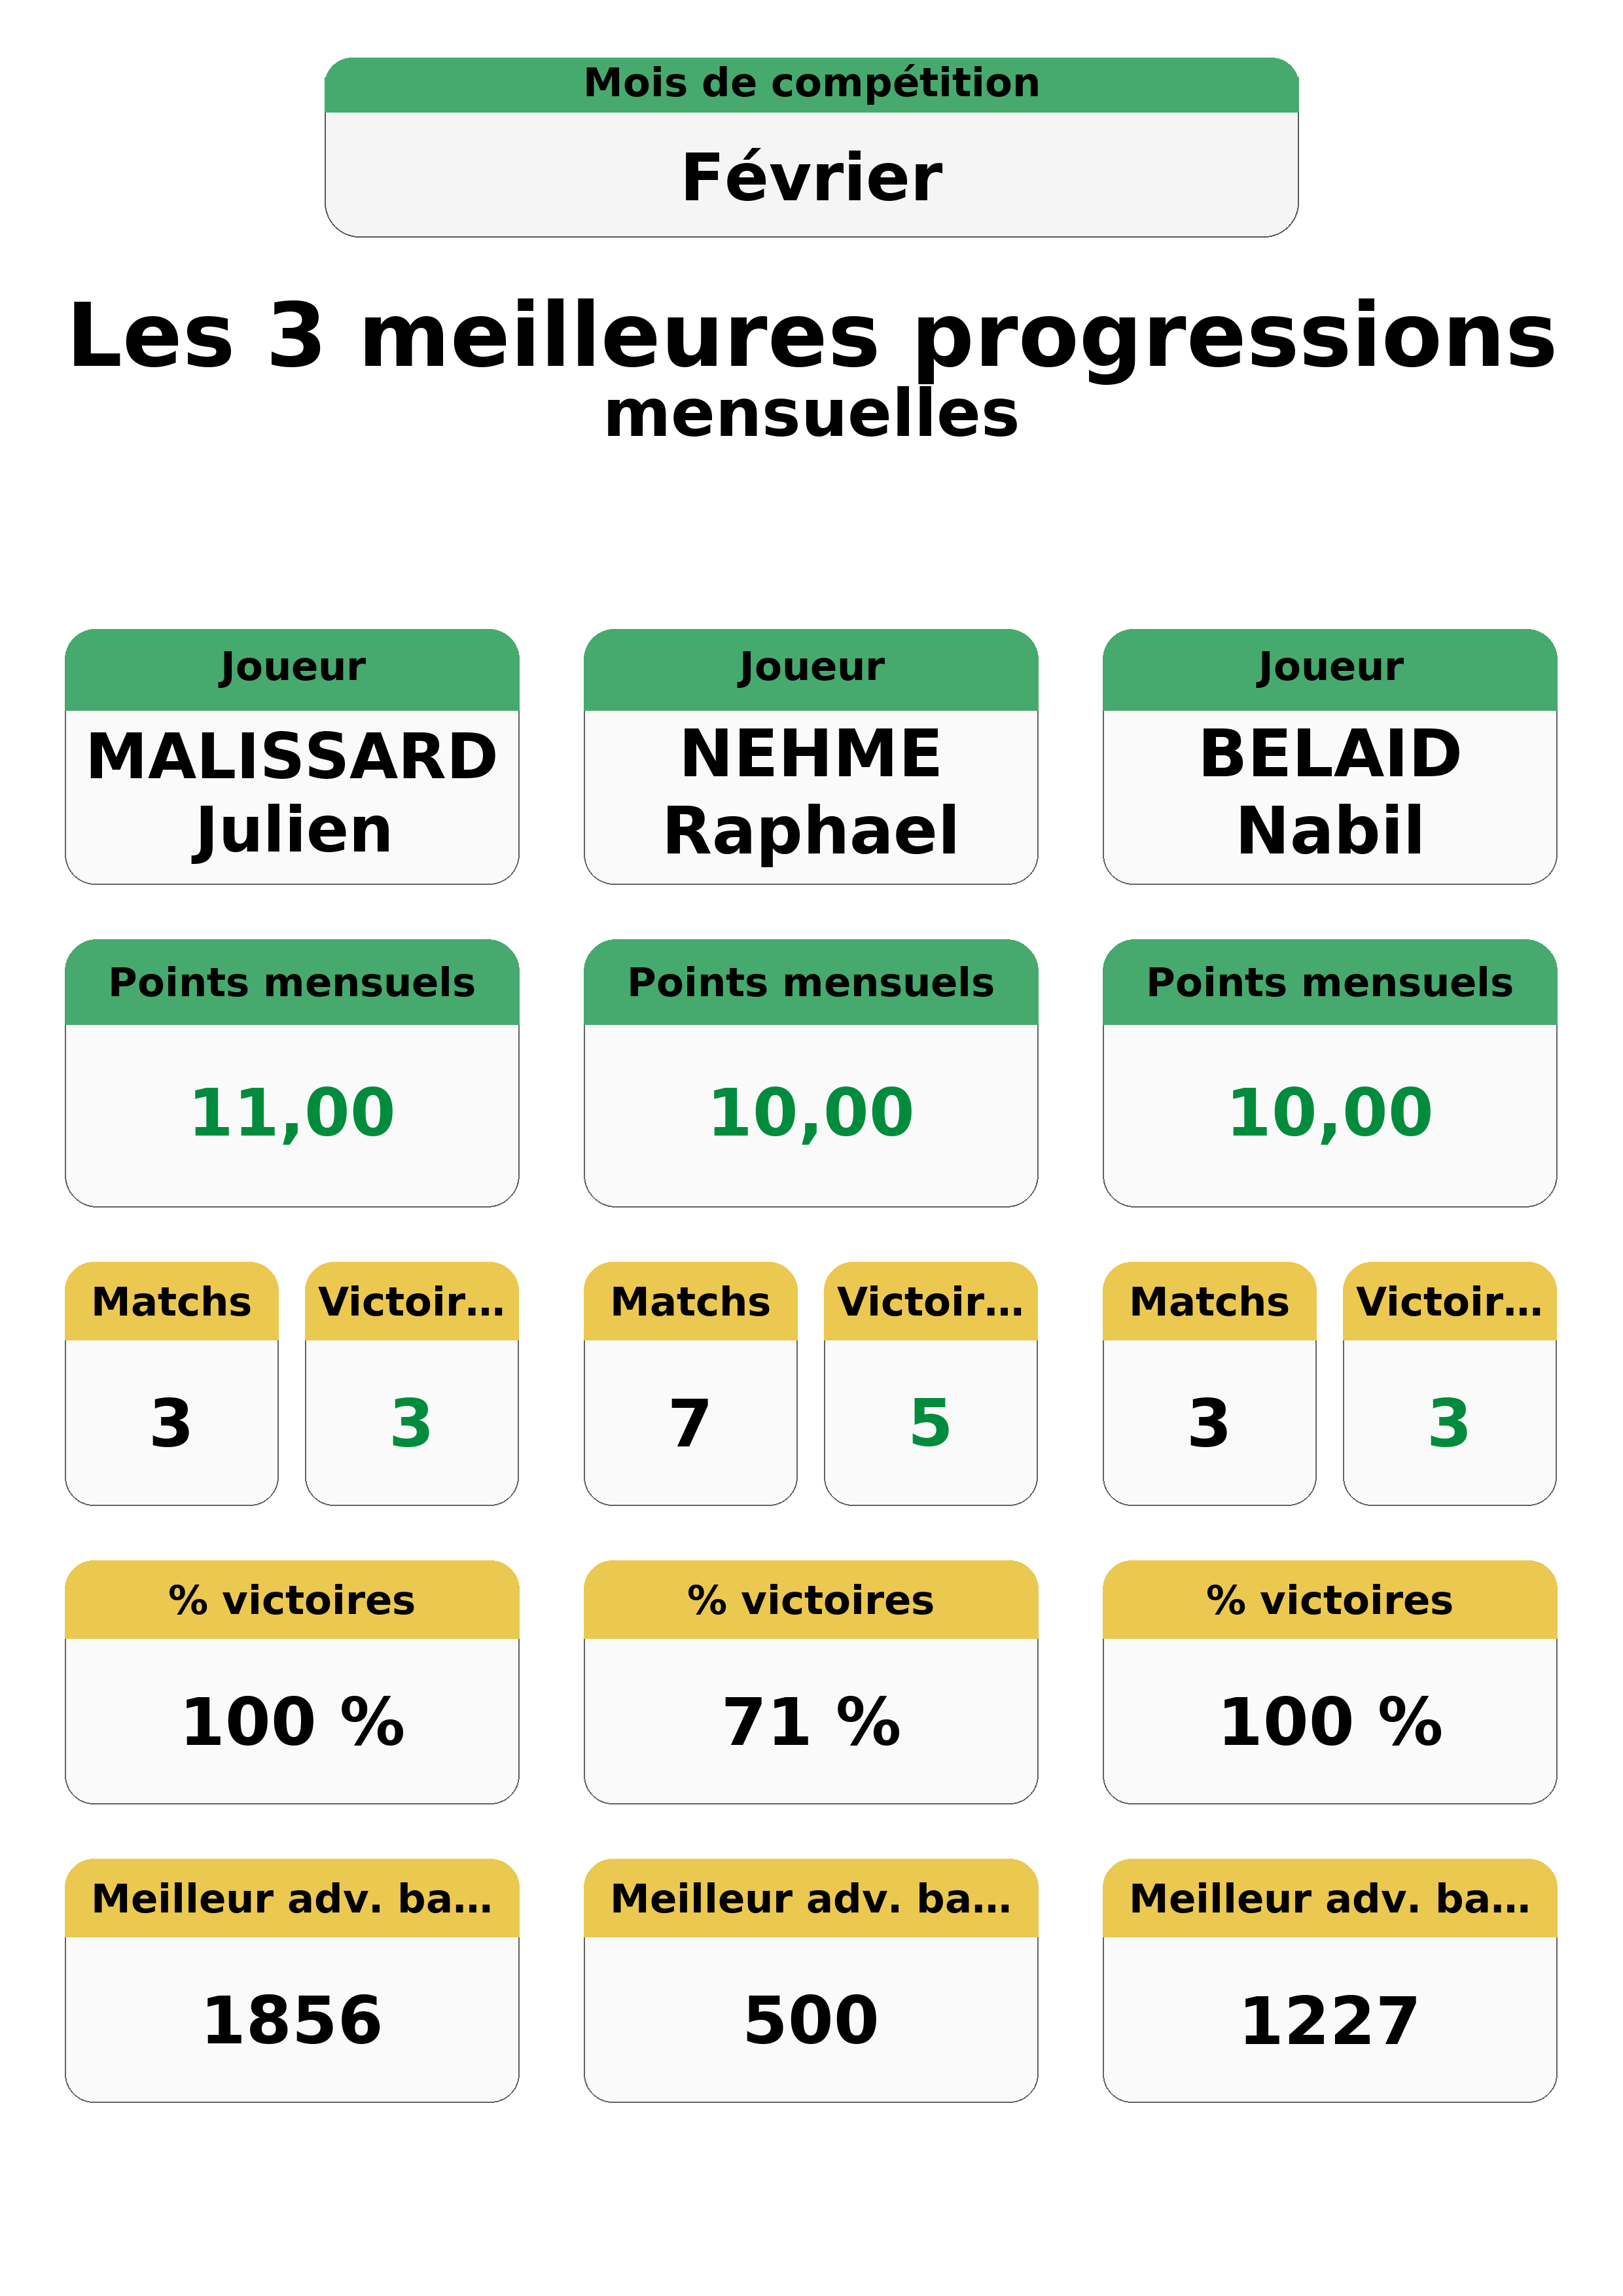 Mois de compétition
Février
Les 3 meilleures progressions
mensuelles
Joueur
MALISSARD
Julien
Joueur
NEHME
Raphael
Joueur
BELAID
Nabil
Points mensuels
11,00
Points mensuels
10,00
Points mensuels
10,00
Matchs
3
Victoir...
3
Matchs
7
Victoir...
5
Matchs
3
Victoir...
3
% victoires
100 %
% victoires
71 %
% victoires
100 %
Meilleur adv. ba...
1856
Meilleur adv. ba...
500
Meilleur adv. ba...
1227